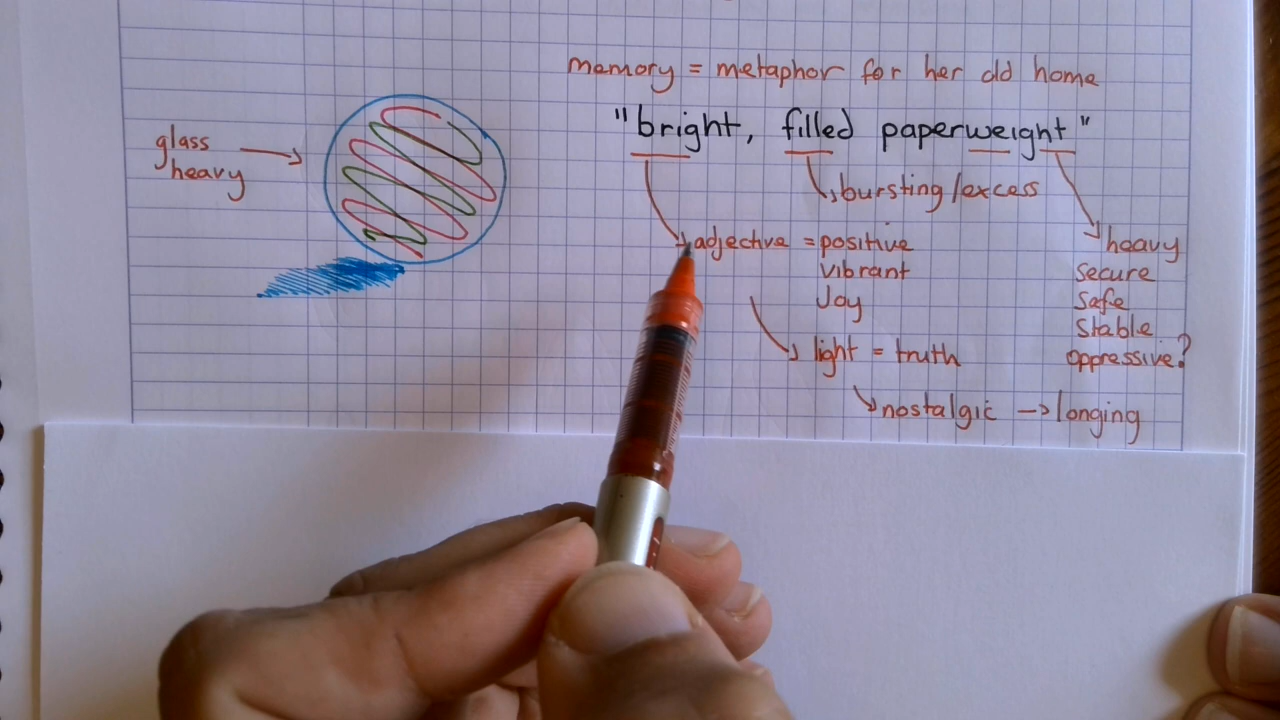 memory = metaphor for her old home
"bright, filled paperweight"
glass
heavy
bursting/excess
adjective = positive
vibrant
Joy
light = truth
nostalgic → longing
heavy
secure
safe
stable
oppressive?